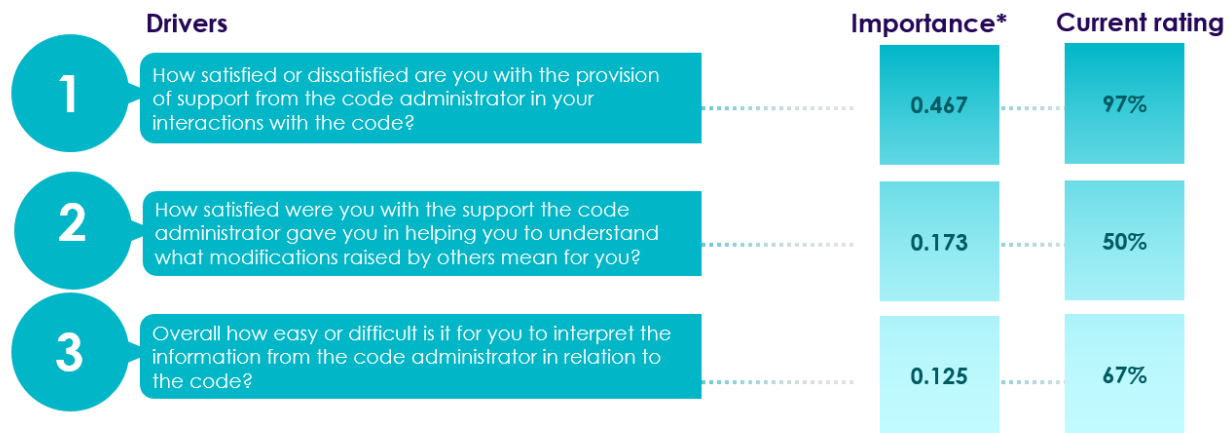 Drivers Importance* Current rating
1
How satisfied or dissatisfied are you with the provision
of support from the code administrator in your
interactions with the code?
0.467 97%
2
How satisfied were you with the support the code
administrator gave you in helping you to understand
what modifications raised by others mean for you?
0.173 50%
3
Overall how easy or difficult is it for you to interpret the
information from the code administrator in relation to
the code?
0.125 67%